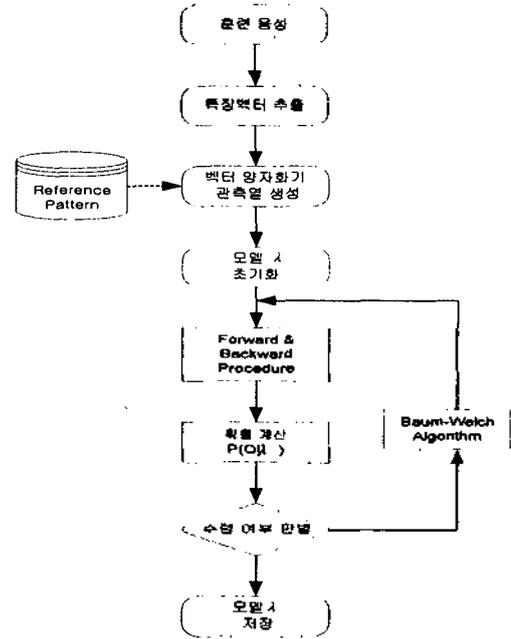 훈련 음성
특징벡터 추출
벡터 양자화기
관측열 생성
Reference
Pattern
모델 λ
초기화
Forward &
Backward
Procedure
확률 계산
P(O|λ )
Baum-Welch
Algorithm
수렴 여부 판별
모델 λ
저장